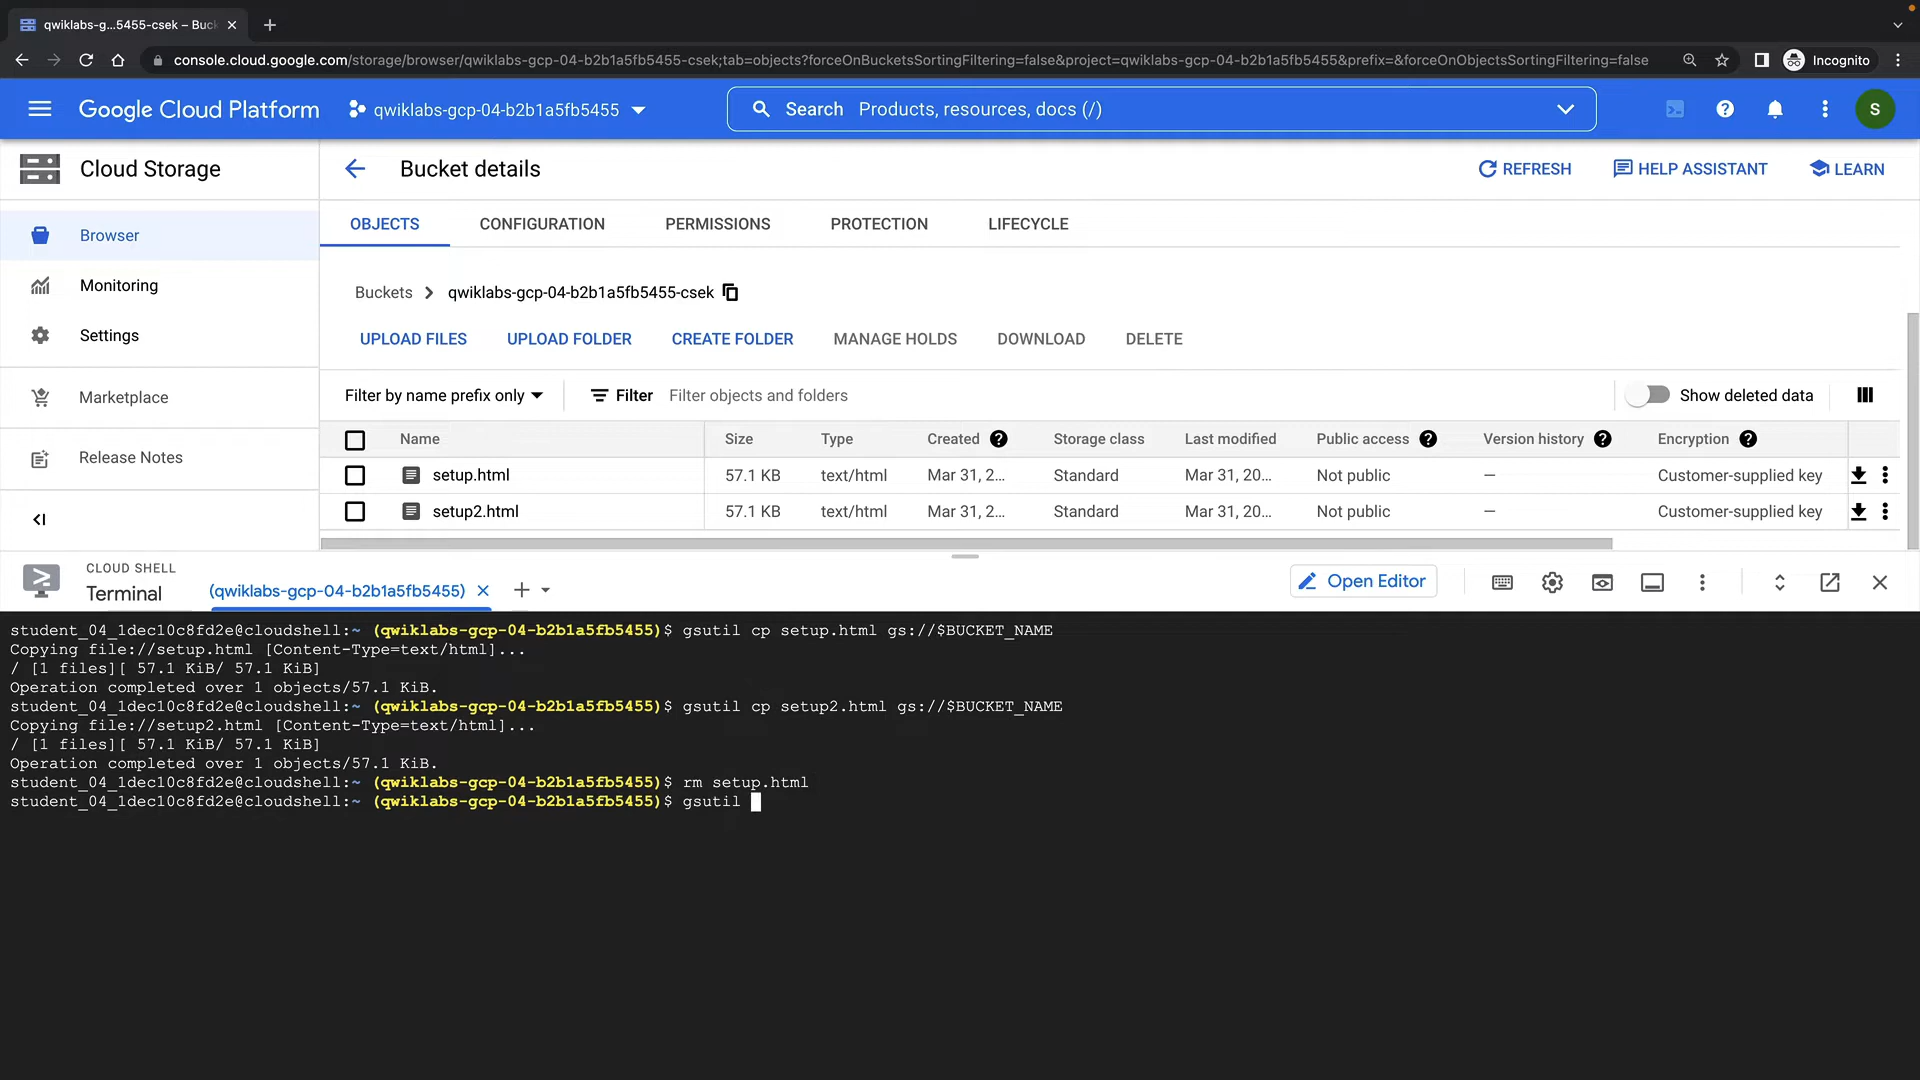 qwiklabs-g...5455-csek – Buc
console.cloud.google.com/storage/browser/qwiklabs-gcp-04-b2b1a5fb5455-csek;tab=objects?forceOnBucketsSortingFiltering=false&project=qwiklabs-gcp-04-b2b1a5fb5455&prefix=&forceOnObjectsSortingFiltering=false
Incognito
Google Cloud Platform
qwiklabs-gcp-04-b2b1a5fb5455
Search Products, resources, docs (/)
S
Cloud Storage
Bucket details
REFRESH
HELP ASSISTANT
LEARN
Browser
Monitoring
Settings
Marketplace
Release Notes
OBJECTS CONFIGURATION PERMISSIONS PROTECTION LIFECYCLE
Buckets > qwiklabs-gcp-04-b2b1a5fb5455-csek
UPLOAD FILES UPLOAD FOLDER CREATE FOLDER MANAGE HOLDS DOWNLOAD DELETE
Filter by name prefix only Filter Filter objects and folders Show deleted data
Name Size Type Created Storage class Last modified Public access Version history Encryption
setup.html 57.1 KB text/html Mar 31, 2... Standard Mar 31, 20... Not public — Customer-supplied key
setup2.html 57.1 KB text/html Mar 31, 2... Standard Mar 31, 20... Not public — Customer-supplied key
CLOUD SHELL
Terminal
(qwiklabs-gcp-04-b2b1a5fb5455)
Open Editor
student_04_1dec10c8fd2e@cloudshell:~ (qwiklabs-gcp-04-b2b1a5fb5455)$ gsutil cp setup.html gs://$BUCKET_NAME
Copying file://setup.html [Content-Type=text/html]...
/ [1 files][ 57.1 KiB/ 57.1 KiB]
Operation completed over 1 objects/57.1 KiB.
student_04_1dec10c8fd2e@cloudshell:~ (qwiklabs-gcp-04-b2b1a5fb5455)$ gsutil cp setup2.html gs://$BUCKET_NAME
Copying file://setup2.html [Content-Type=text/html]...
/ [1 files][ 57.1 KiB/ 57.1 KiB]
Operation completed over 1 objects/57.1 KiB.
student_04_1dec10c8fd2e@cloudshell:~ (qwiklabs-gcp-04-b2b1a5fb5455)$ rm setup.html
student_04_1dec10c8fd2e@cloudshell:~ (qwiklabs-gcp-04-b2b1a5fb5455)$ gsutil